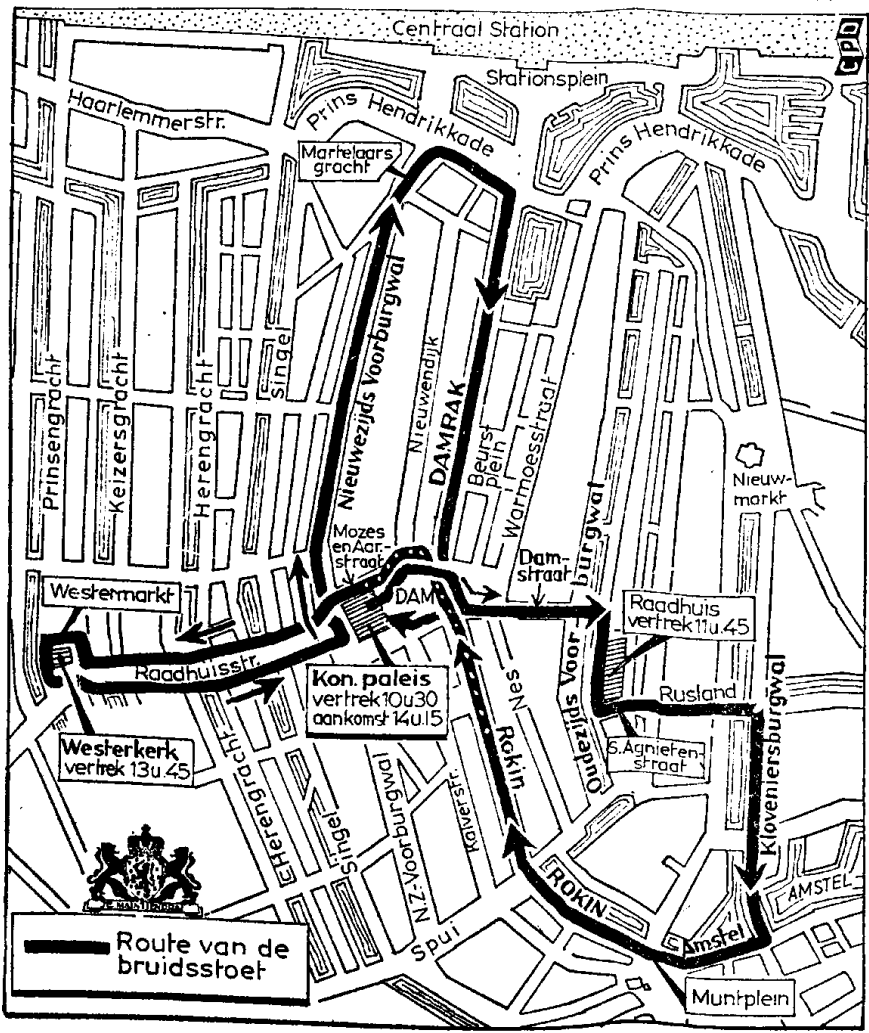 Centraal Station
CPD
Stationsplein
Haarlemmerstr.
Prins Hendrikkade
Prins Hendrikkade
Martelaars
gracht
Prinsengracht
Keizersgracht
Herengracht
Singel
Nieuwezijds Voorburgwal
Nieuwendijk
DAMRAK
Beurs-
plein
Warmoesstraat
Nieuw-
markt
Mozes
en Aär-
straat
Dam-
straat
Oudezijds Voor-
burgwal
DAM
Raadhuis
vertrek 11u.45
Westermarkt
Raadhuisstr.
Kon. paleis
vertrek 10u30
aankomst 14u.15
Nes
Rokin
Rusland
S. Agnieten-
straat
Kloveniersburgwal
Westerkerk
vertrek 13u.45
Herengracht
Singel
N.Z.-Voorburgwal
Kalverstr.
Spui
ROKIN
Amstel
AMSTEL
Muntplein
JE MAINTIENDRAI
Route van de
bruidsstoet